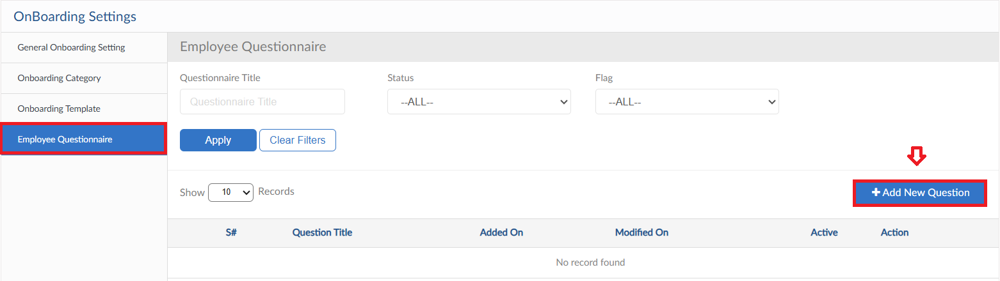 OnBoarding Settings
General Onboarding Setting
Onboarding Category
Onboarding Template
Employee Questionnaire
Employee Questionnaire
Questionnaire Title Status Flag
Questionnaire Title --ALL-- --ALL--
Apply Clear Filters
Show 10 Records + Add New Question
S# Question Title Added On Modified On Active Action
No record found